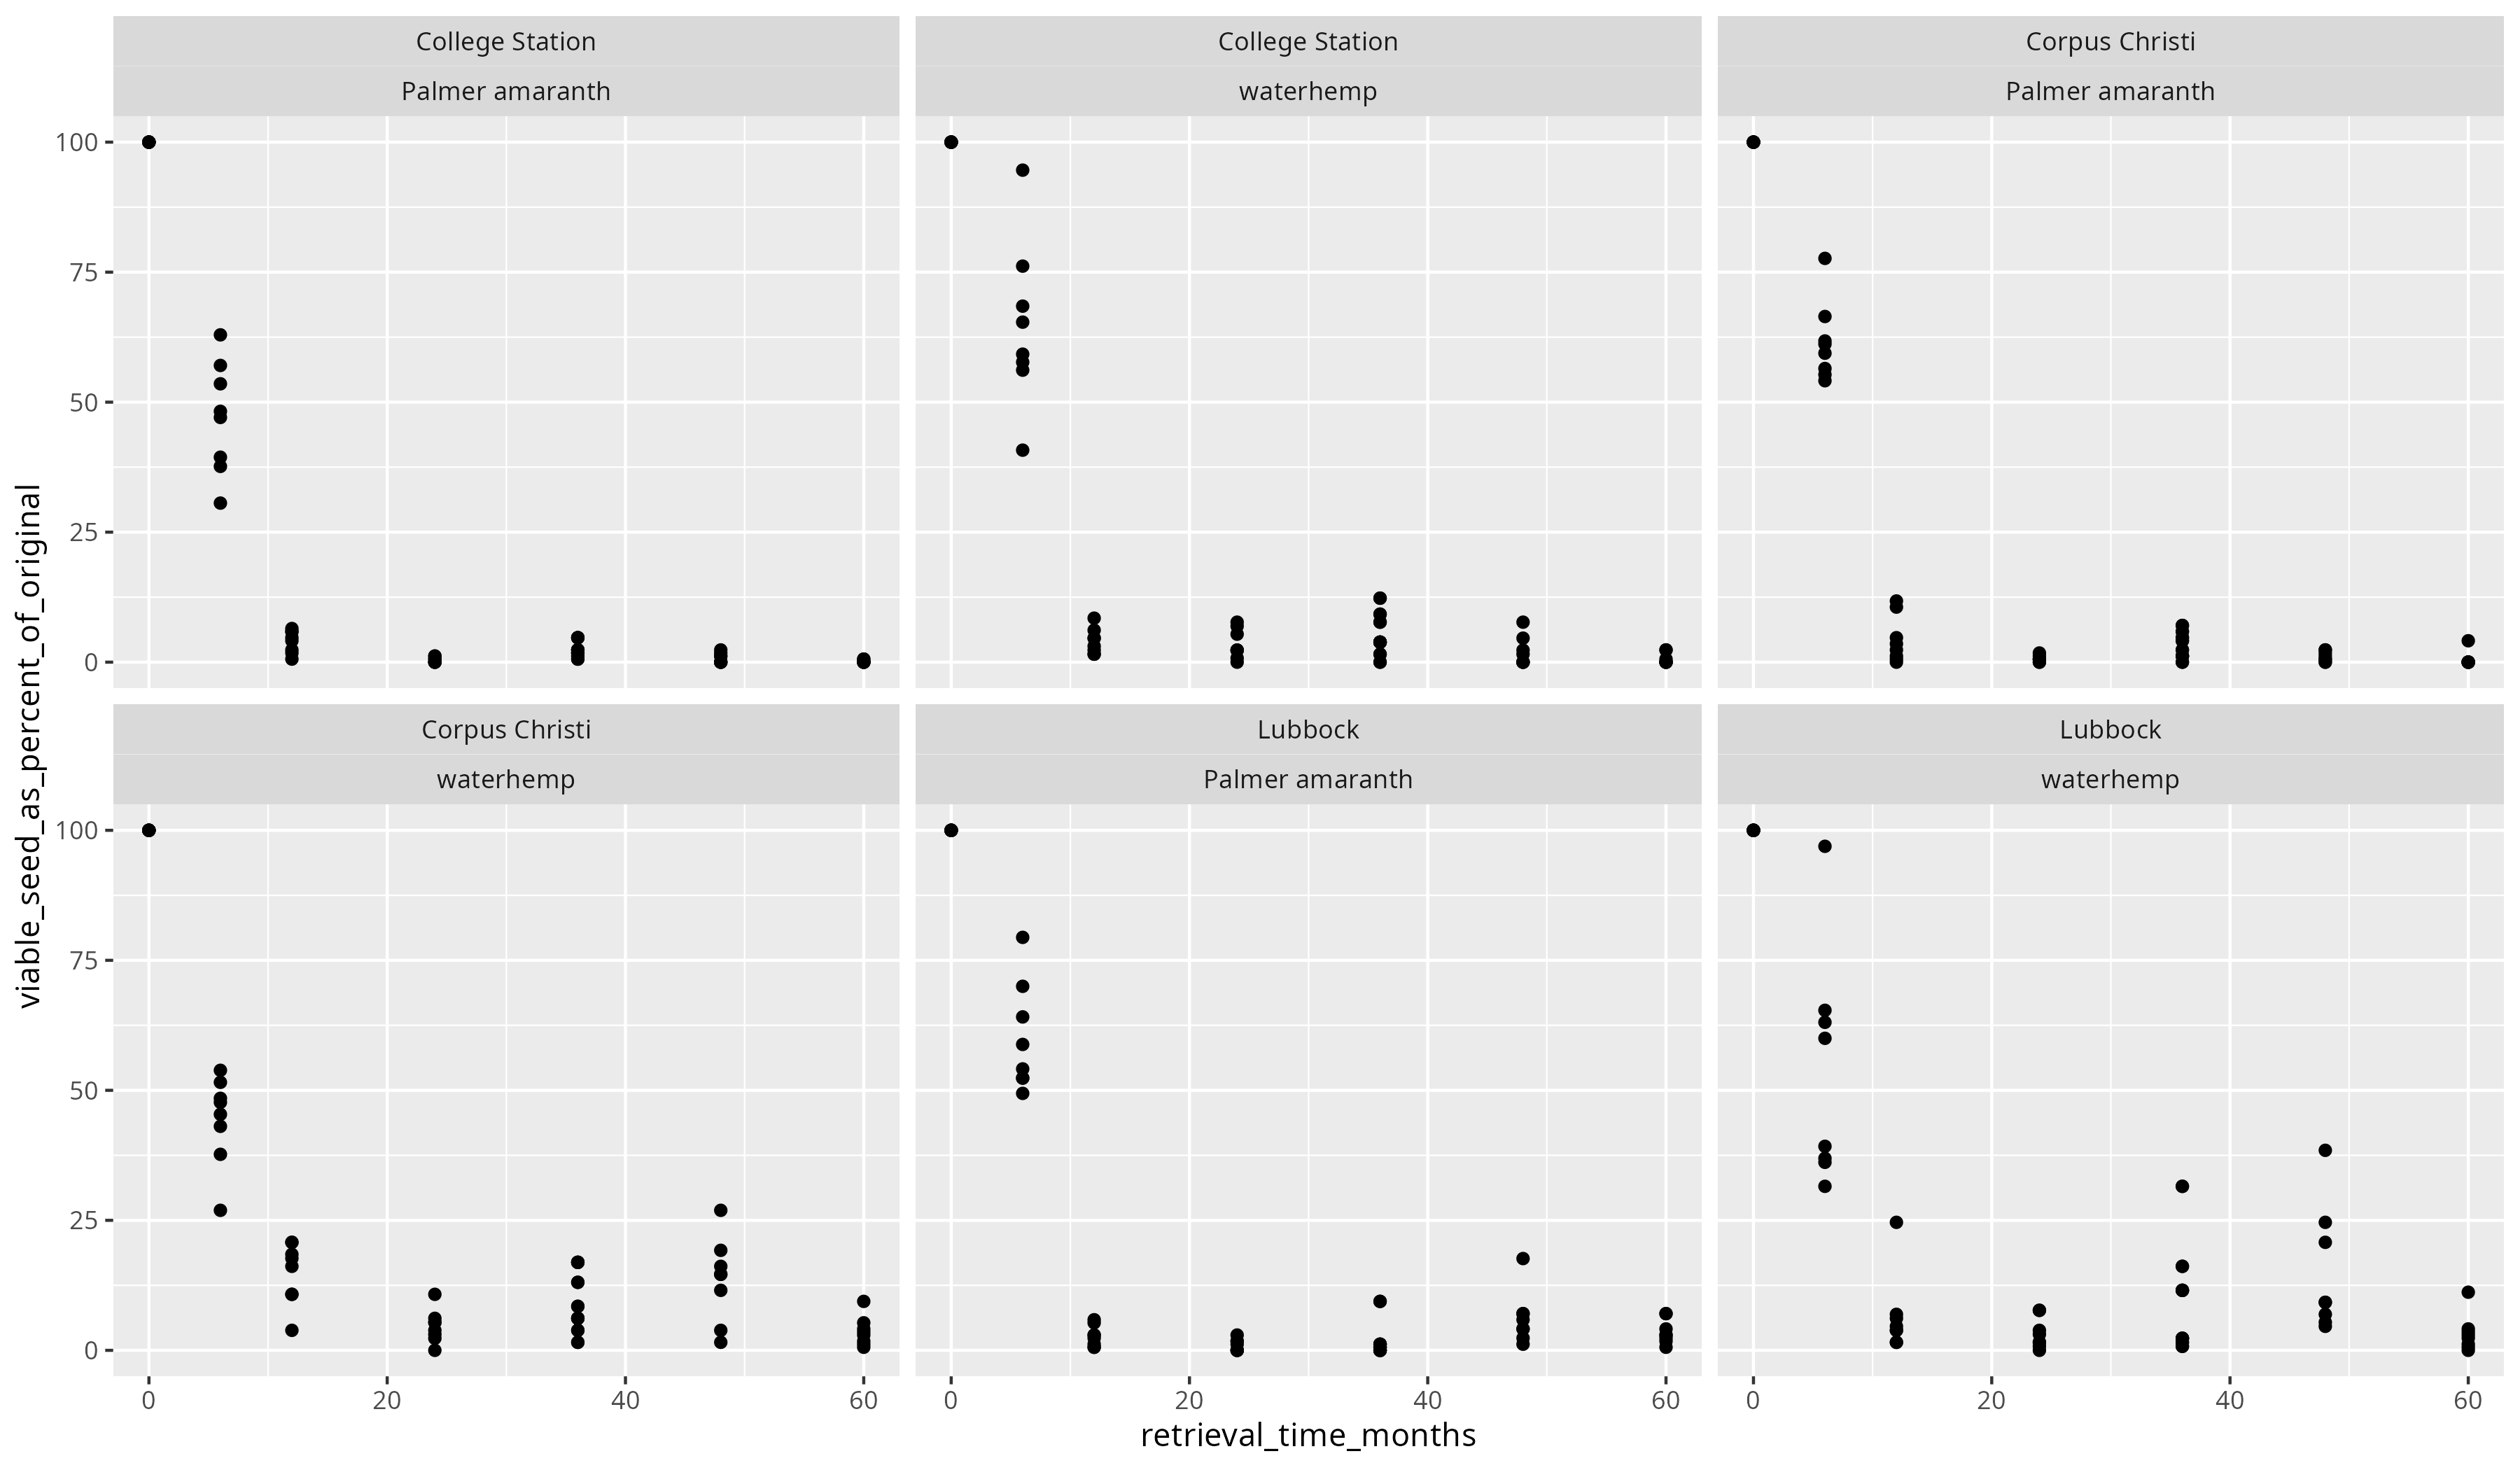 College Station
Palmer amaranth
College Station
waterhemp
Corpus Christi
Palmer amaranth
100
75
50
25
0
viable_seed_as_percent_of_original
Corpus Christi
waterhemp
Lubbock
Palmer amaranth
Lubbock
waterhemp
100
75
50
25
0
0 20 40 60
0 20 40 60
0 20 40 60
retrieval_time_months